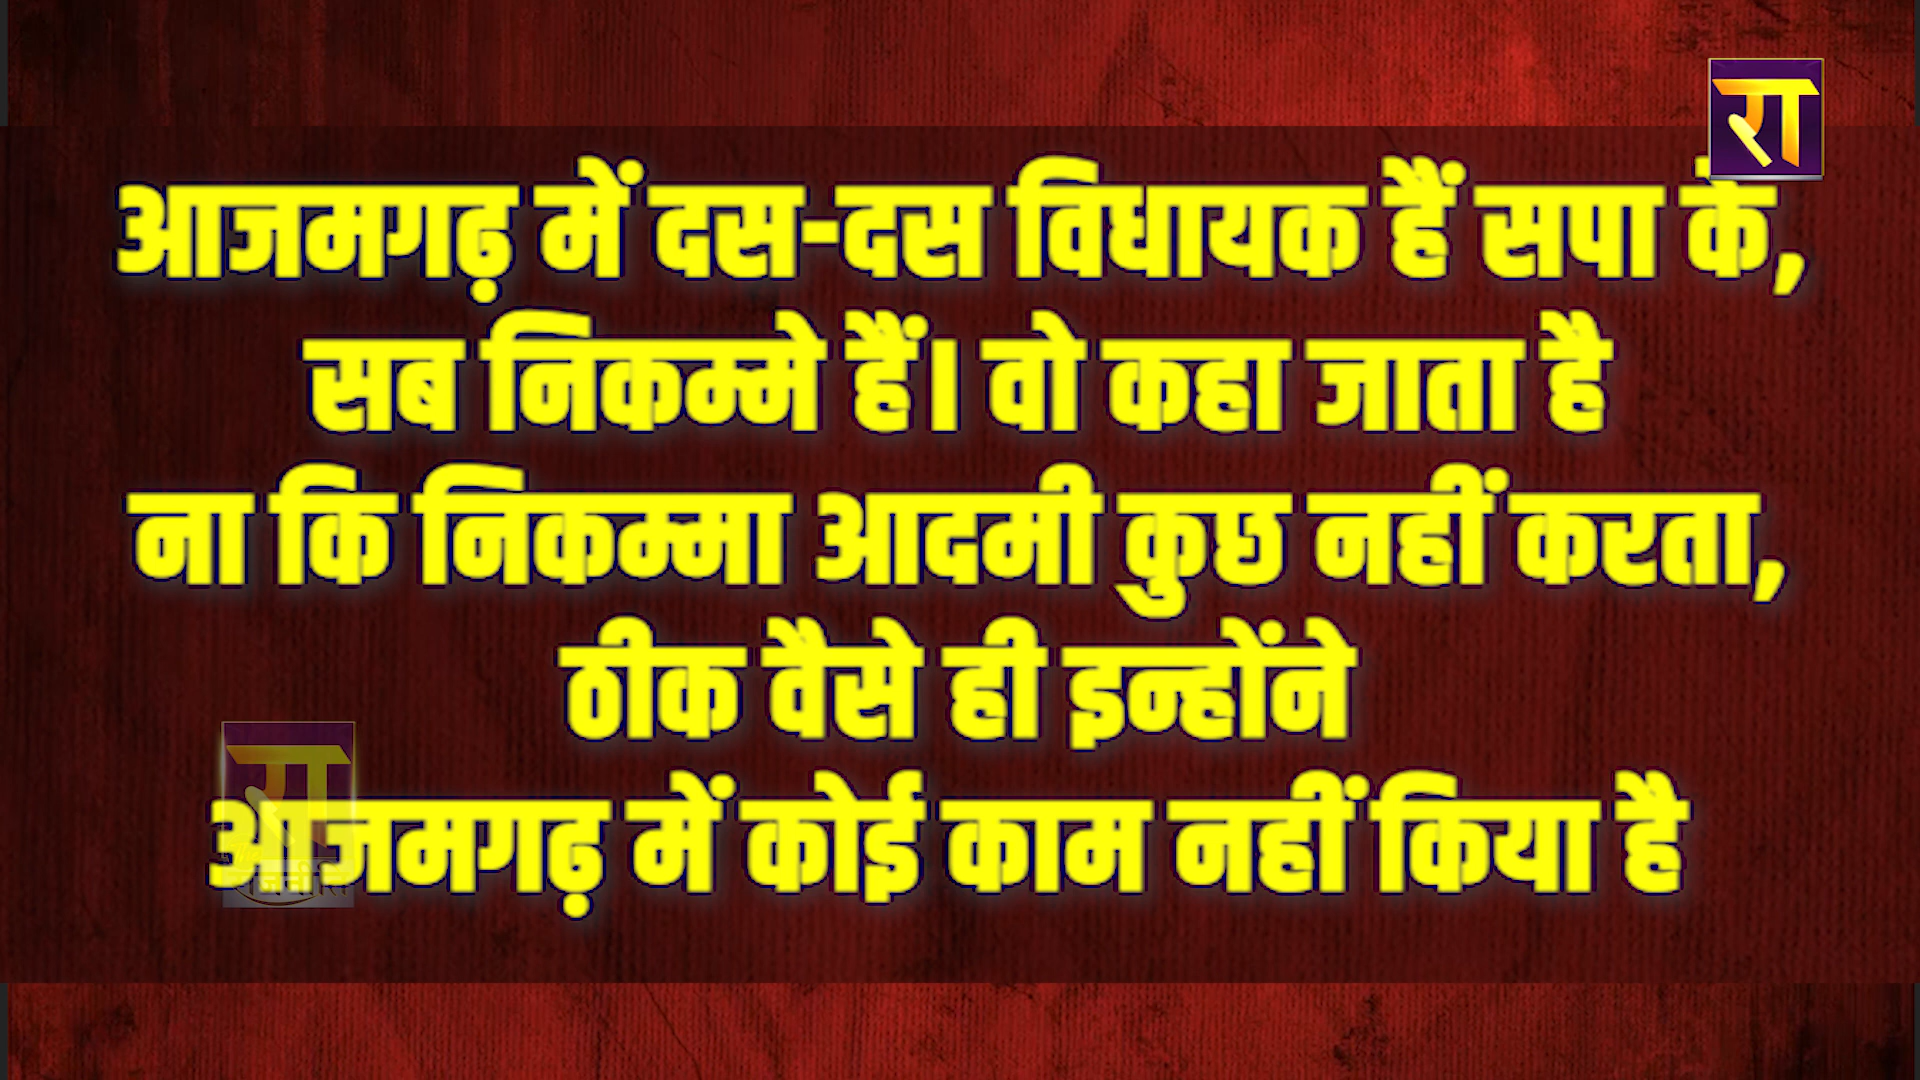 रा
आजमगढ़ में दस-दस विधायक हैं सपा के,
सब निकम्मे हैं। वो कहा जाता है
ना कि निकम्मा आदमी कुछ नहीं करता,
ठीक वैसे ही इन्होंने
रा
आजमगढ़ में कोई काम नहीं किया है